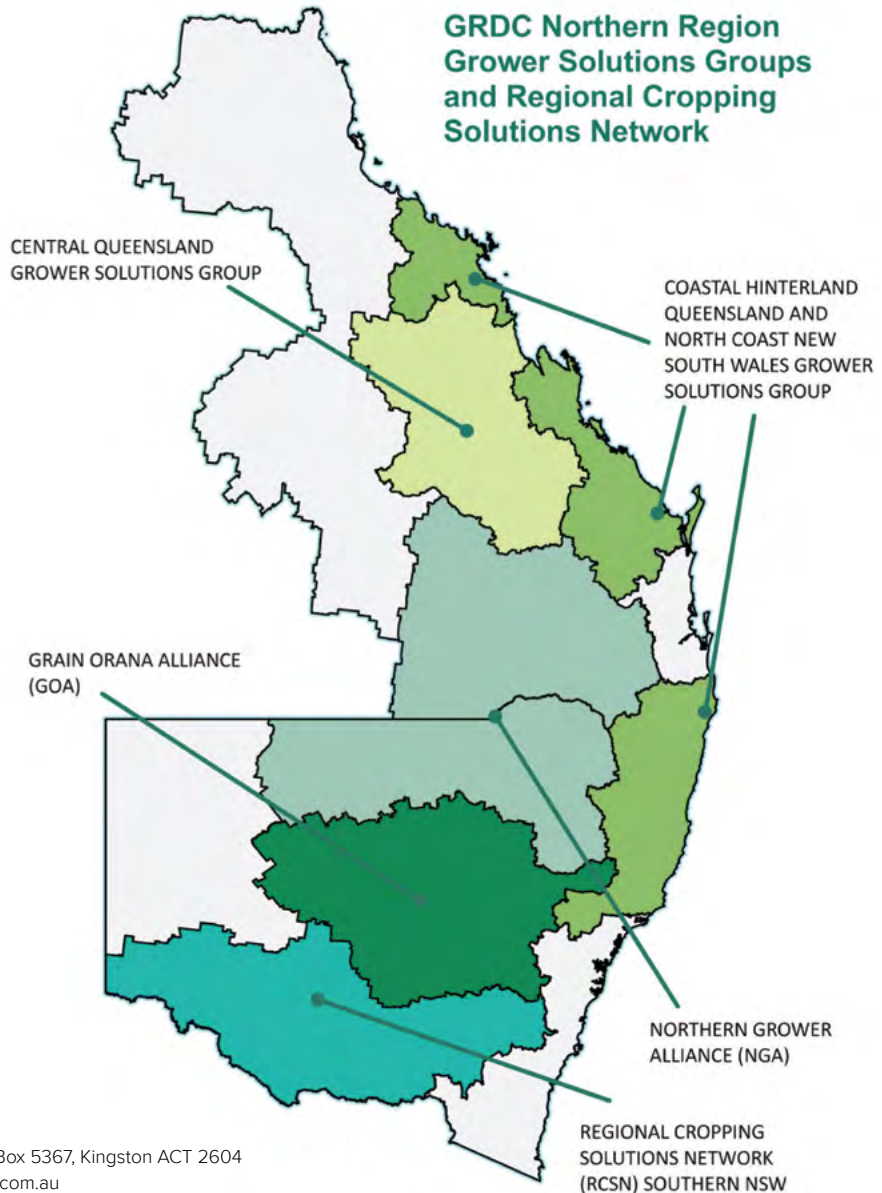 GRDC Northern Region
Grower Solutions Groups
and Regional Cropping
Solutions Network
CENTRAL QUEENSLAND
GROWER SOLUTIONS GROUP
COASTAL HINTERLAND
QUEENSLAND AND
NORTH COAST NEW
SOUTH WALES GROWER
SOLUTIONS GROUP
GRAIN ORANA ALLIANCE
(GOA)
NORTHERN GROWER
ALLIANCE (NGA)
REGIONAL CROPPING
SOLUTIONS NETWORK
(RCSN) SOUTHERN NSW
Box 5367, Kingston ACT 2604
com.au